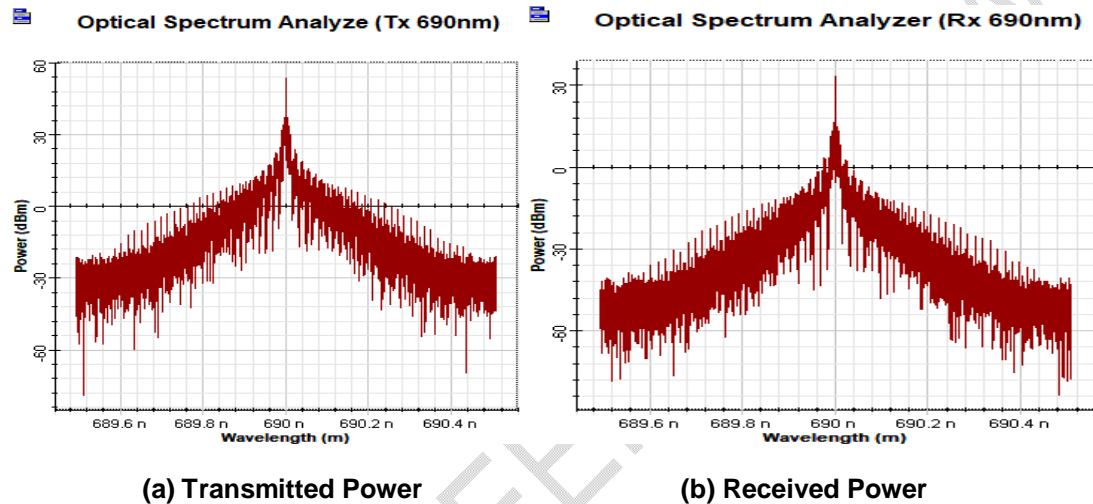 Optical Spectrum Analyze (Tx 690nm)
60
30
0
-30
-60
Power (dBm)
689.6 n 689.8 n 690 n 690.2 n 690.4 n
Wavelength (m)
(a) Transmitted Power
Optical Spectrum Analyzer (Rx 690nm)
30
0
-30
-60
Power (dBm)
689.6 n 689.8 n 690 n 690.2 n 690.4 n
Wavelength (m)
(b) Received Power